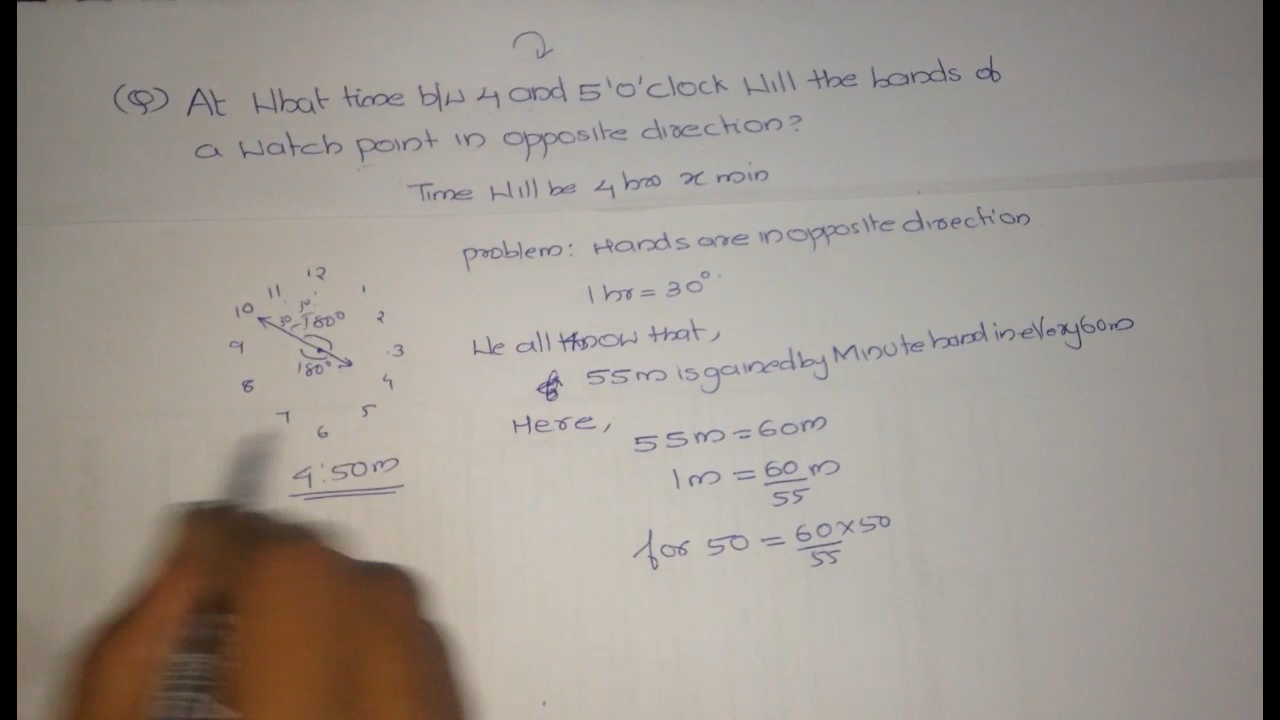 (Q) At What time b/w 4 and 5'0'clock Will the hands of
a Watch point in opposite direction?
Time Will be 4 hrs x min
problem: Hands are in opposite direction
1 hr = 30°
We all Know that,
55m is gained by Minute hand in every 60m
Here,
55m = 60m
1m = 60/55 m
for 50 = 60×50/55
12
11
1
10
30
30
180°
2
9
3
180°
8
4
7
5
6
4:50m